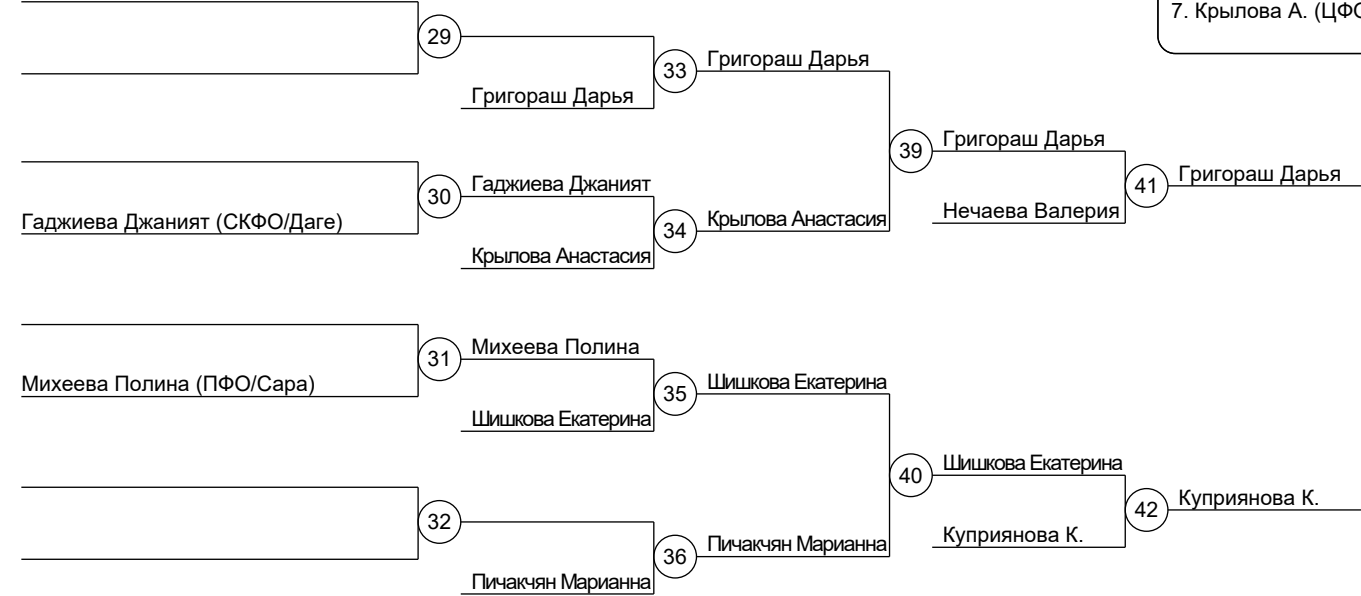 7. Крылова А. (ЦФО
29
33
Григораш Дарья
Григораш Дарья
39
Григораш Дарья
41
Григораш Дарья
30
Гаджиева Джаният
Гаджиева Джаният (СКФО/Даге)
34
Крылова Анастасия
Нечаева Валерия
Крылова Анастасия
31
Михеева Полина
Михеева Полина (ПФО/Сара)
35
Шишкова Екатерина
Шишкова Екатерина
40
Шишкова Екатерина
42
Куприянова К.
32
36
Пичакчян Марианна
Куприянова К.
Пичакчян Марианна